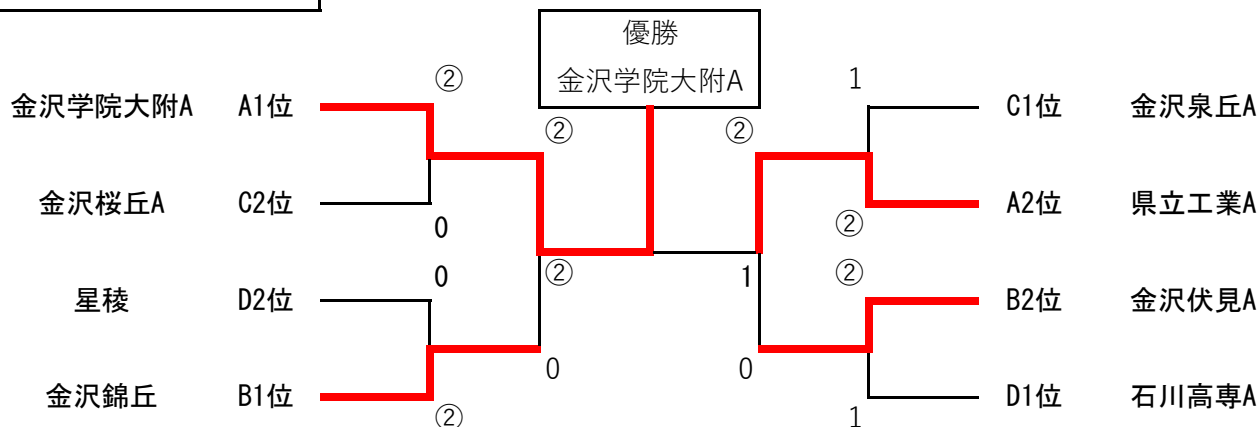 優勝
金沢学院大附A
金沢学院大附A A1位 ② ② ② 1 C1位 金沢泉丘A
金沢桜丘A C2位 0 ② A2位 県立工業A
星稜 D2位 0 ② 1 ② B2位 金沢伏見A
金沢錦丘 B1位 ② 0 0 1 D1位 石川高専A